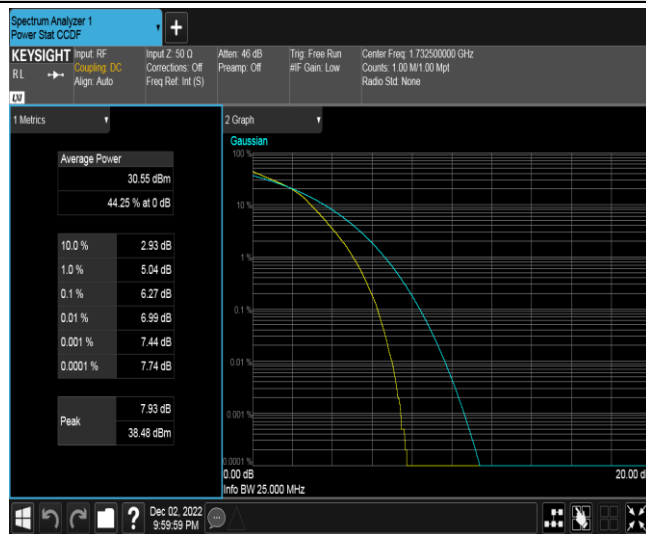 Spectrum Analyzer 1
Power Stat CCDF
+
KEYSIGHT
RL
LXI
Input: RF
Coupling: DC
Align: Auto
Input Z: 50 Ω
Corrections: Off
Freq Ref: Int (S)
Atten: 46 dB
Preamp: Off
Trig: Free Run
#IF Gain: Low
Center Freq: 1.732500000 GHz
Counts: 1.00 M/1.00 Mpt
Radio Std: None
1 Metrics
Average Power
30.55 dBm
44.25 % at 0 dB
10.0 % 2.93 dB
1.0 % 5.04 dB
0.1 % 6.27 dB
0.01 % 6.99 dB
0.001 % 7.44 dB
0.0001 % 7.74 dB
Peak
7.93 dB
38.48 dBm
2 Graph
Gaussian
100 %
10 %
1 %
0.1 %
0.01 %
0.001 %
0.0001 %
0.00 dB
20.00 d
Info BW 25.000 MHz
?
Dec 02, 2022
9:59:59 PM